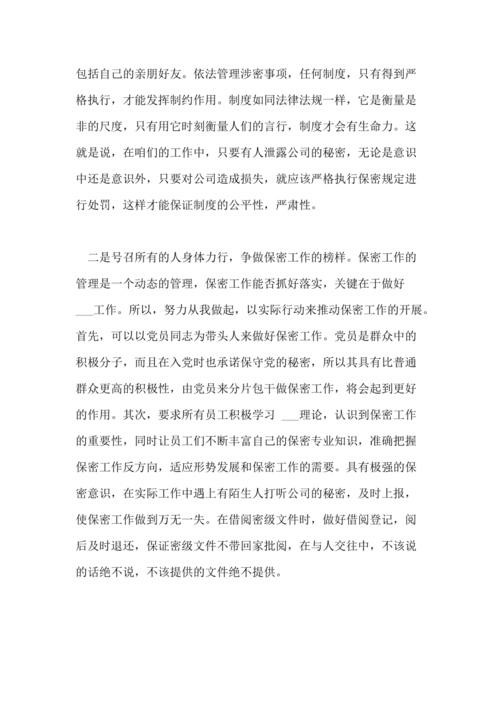 包括自己的亲朋好友。依法管理涉密事项，任何制度，只有得到严
格执行，才能发挥制约作用。制度如同法律法规一样，它是衡量是
非的尺度，只有用它时刻衡量人们的言行，制度才会有生命力。这
就是说，在咱们的工作中，只要有人泄露公司的秘密，无论是意识
中还是意识外，只要对公司造成损失，就应该严格执行保密规定进
行处罚，这样才能保证制度的公平性，严肃性。
二是号召所有的人身体力行，争做保密工作的榜样。保密工作的
管理是一个动态的管理，保密工作能否抓好落实，关键在于做好
___工作。所以，努力从我做起，以实际行动来推动保密工作的开展。
首先，可以以党员同志为带头人来做好保密工作。党员是群众中的
积极分子，而且在入党时也承诺保守党的秘密，所以其具有比普通
群众更高的积极性，由党员来分片包干做保密工作，将会起到更好
的作用。其次，要求所有员工积极学习 ___理论，认识到保密工作
的重要性，同时让员工们不断丰富自己的保密专业知识，准确把握
保密工作反方向，适应形势发展和保密工作的需要。具有极强的保
密意识，在实际工作中遇上有陌生人打听公司的秘密，及时上报，
使保密工作做到万无一失。在借阅密级文件时，做好借阅登记，阅
后及时退还，保证密级文件不带回家批阅，在与人交往中，不该说
的话绝不说，不该提供的文件绝不提供。